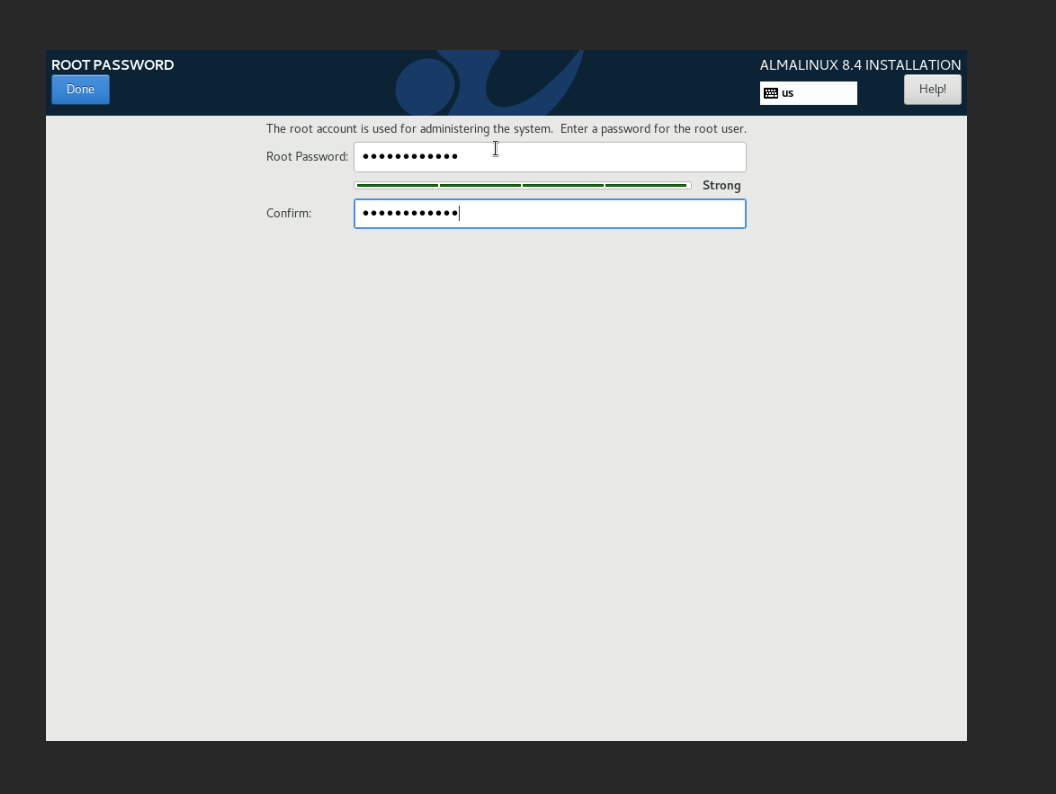 ROOT PASSWORD
ALMALINUX 8.4 INSTALLATION
Done
us
Help!
The root account is used for administering the system.  Enter a password for the root user.
Root Password: ●●●●●●●●●●●●
Strong
Confirm: ●●●●●●●●●●●●